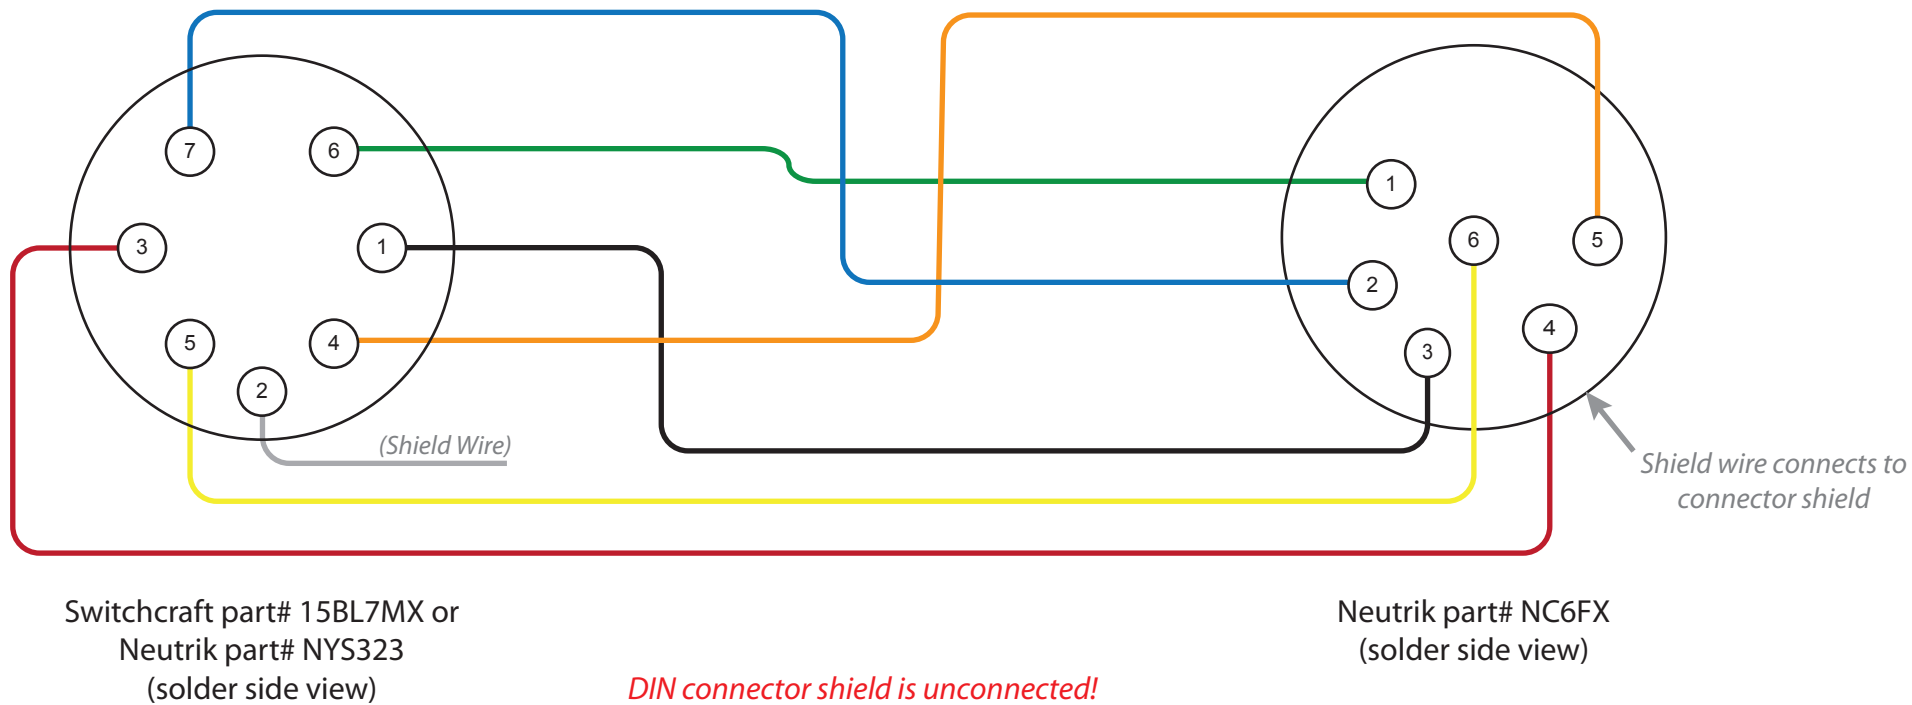 7
6
3
1
5
4
2
(Shield Wire)
1
6
5
2
4
3
Shield wire connects to
connector shield
Switchcraft part# 15BL7MX or
Neutrik part# NYS323
(solder side view)
Neutrik part# NC6FX
(solder side view)
DIN connector shield is unconnected!